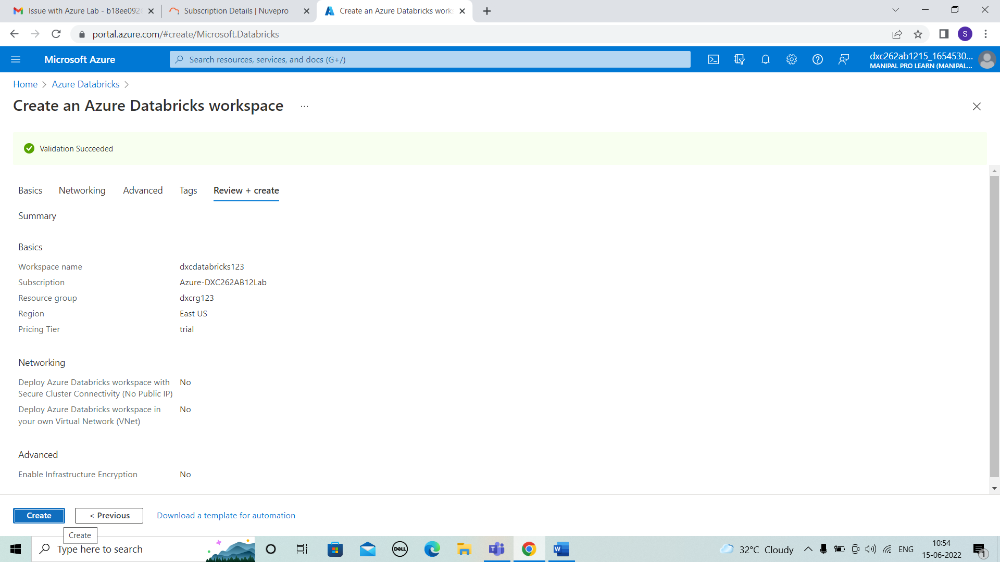 Issue with Azure Lab - b18ee092
Subscription Details | Nuvepro
Create an Azure Databricks works
portal.azure.com/#create/Microsoft.Databricks
S
Microsoft Azure
Search resources, services, and docs (G+/)
dxc262ab1215_1654530...
MANIPAL PRO LEARN (MANIPAL...
Home > Azure Databricks >
Create an Azure Databricks workspace ...
Validation Succeeded
Basics Networking Advanced Tags Review + create
Summary
Basics
Workspace name dxcdatabricks123
Subscription Azure-DXC262AB12Lab
Resource group dxcrg123
Region East US
Pricing Tier trial
Networking
Deploy Azure Databricks workspace with No
Secure Cluster Connectivity (No Public IP)
Deploy Azure Databricks workspace in No
your own Virtual Network (VNet)
Advanced
Enable Infrastructure Encryption No
Create < Previous Download a template for automation
Create
Type here to search
DELL
T
W
32°C Cloudy
ENG
10:54
15-06-2022
1